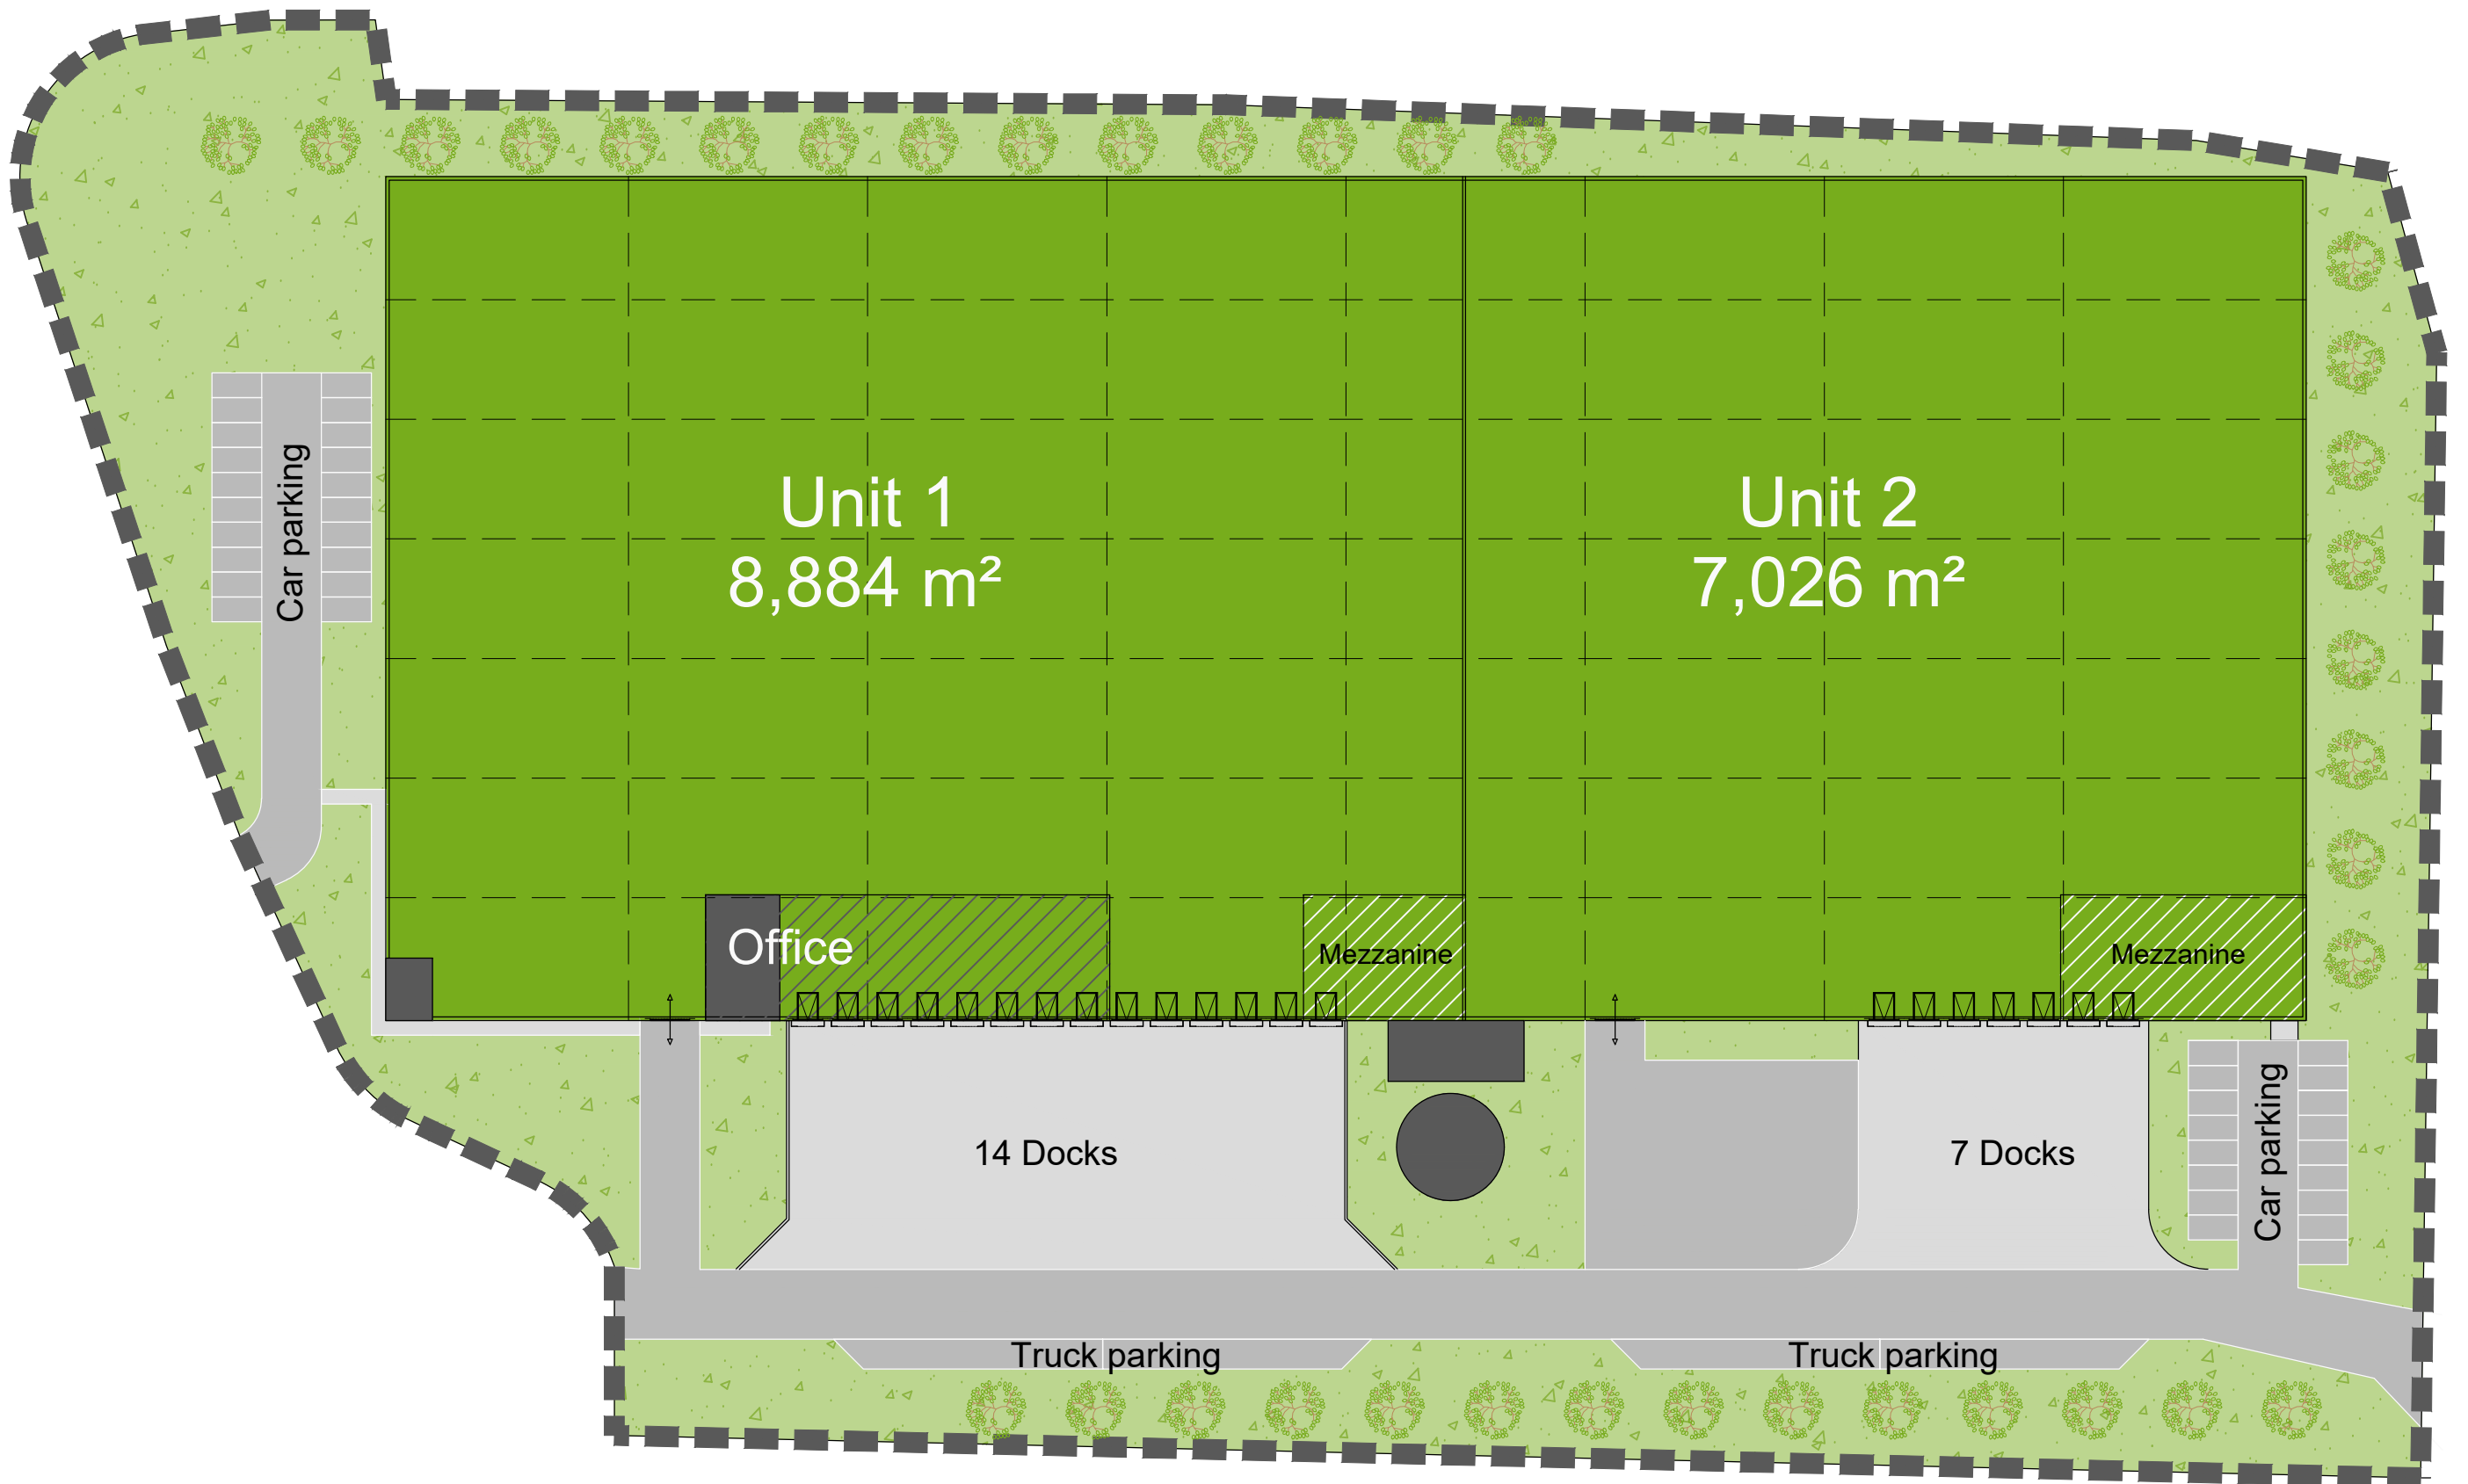 Car parking
Unit 1
8,884 m²
Unit 2
7,026 m²
Office
Mezzanine
Mezzanine
14 Docks
7 Docks
Car parking
Truck parking
Truck parking